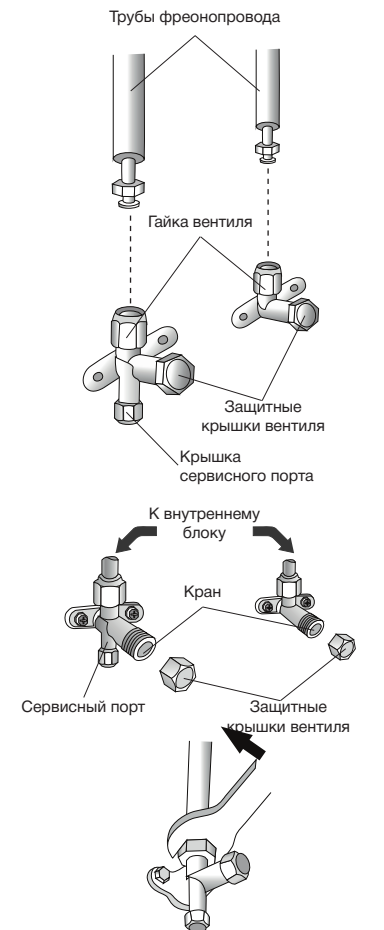 Трубы фреонопровода
Гайка вентиля
Защитные
крышки вентиля
Крышка
сервисного порта
К внутреннему
блоку
Кран
Сервисный порт
Защитные
крышки вентиля